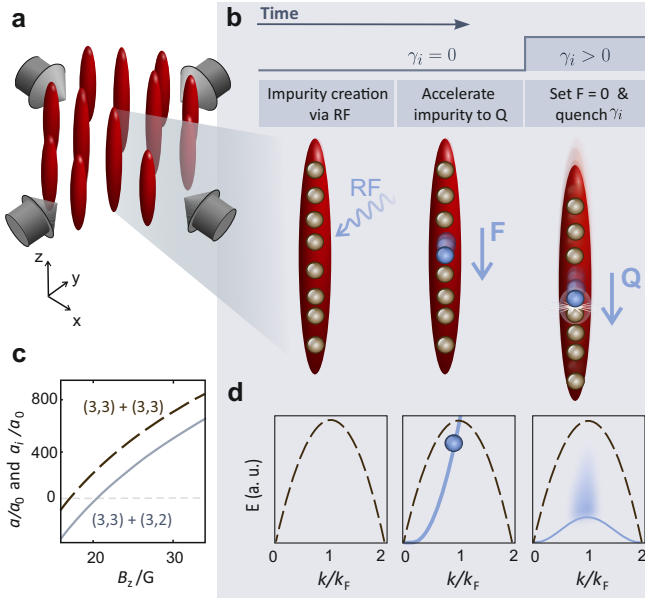 a
z
y
x
b
Time
γi = 0
γi > 0
Impurity creation
via RF
Accelerate
impurity to Q
Set F = 0 &
quench γi
RF
F
Q
c
800
400
0
a/a0 and ai/a0
(3,3) + (3,3)
(3,3) + (3,2)
20
30
Bz/G
d
E (a. u.)
0
1
2
k/kF
0
1
2
k/kF
0
1
2
k/kF